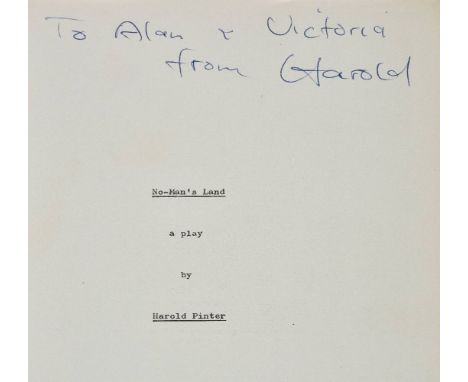 To Alan & Victoria
from Harold
No-Man's Land
a play
by
Harold Pinter